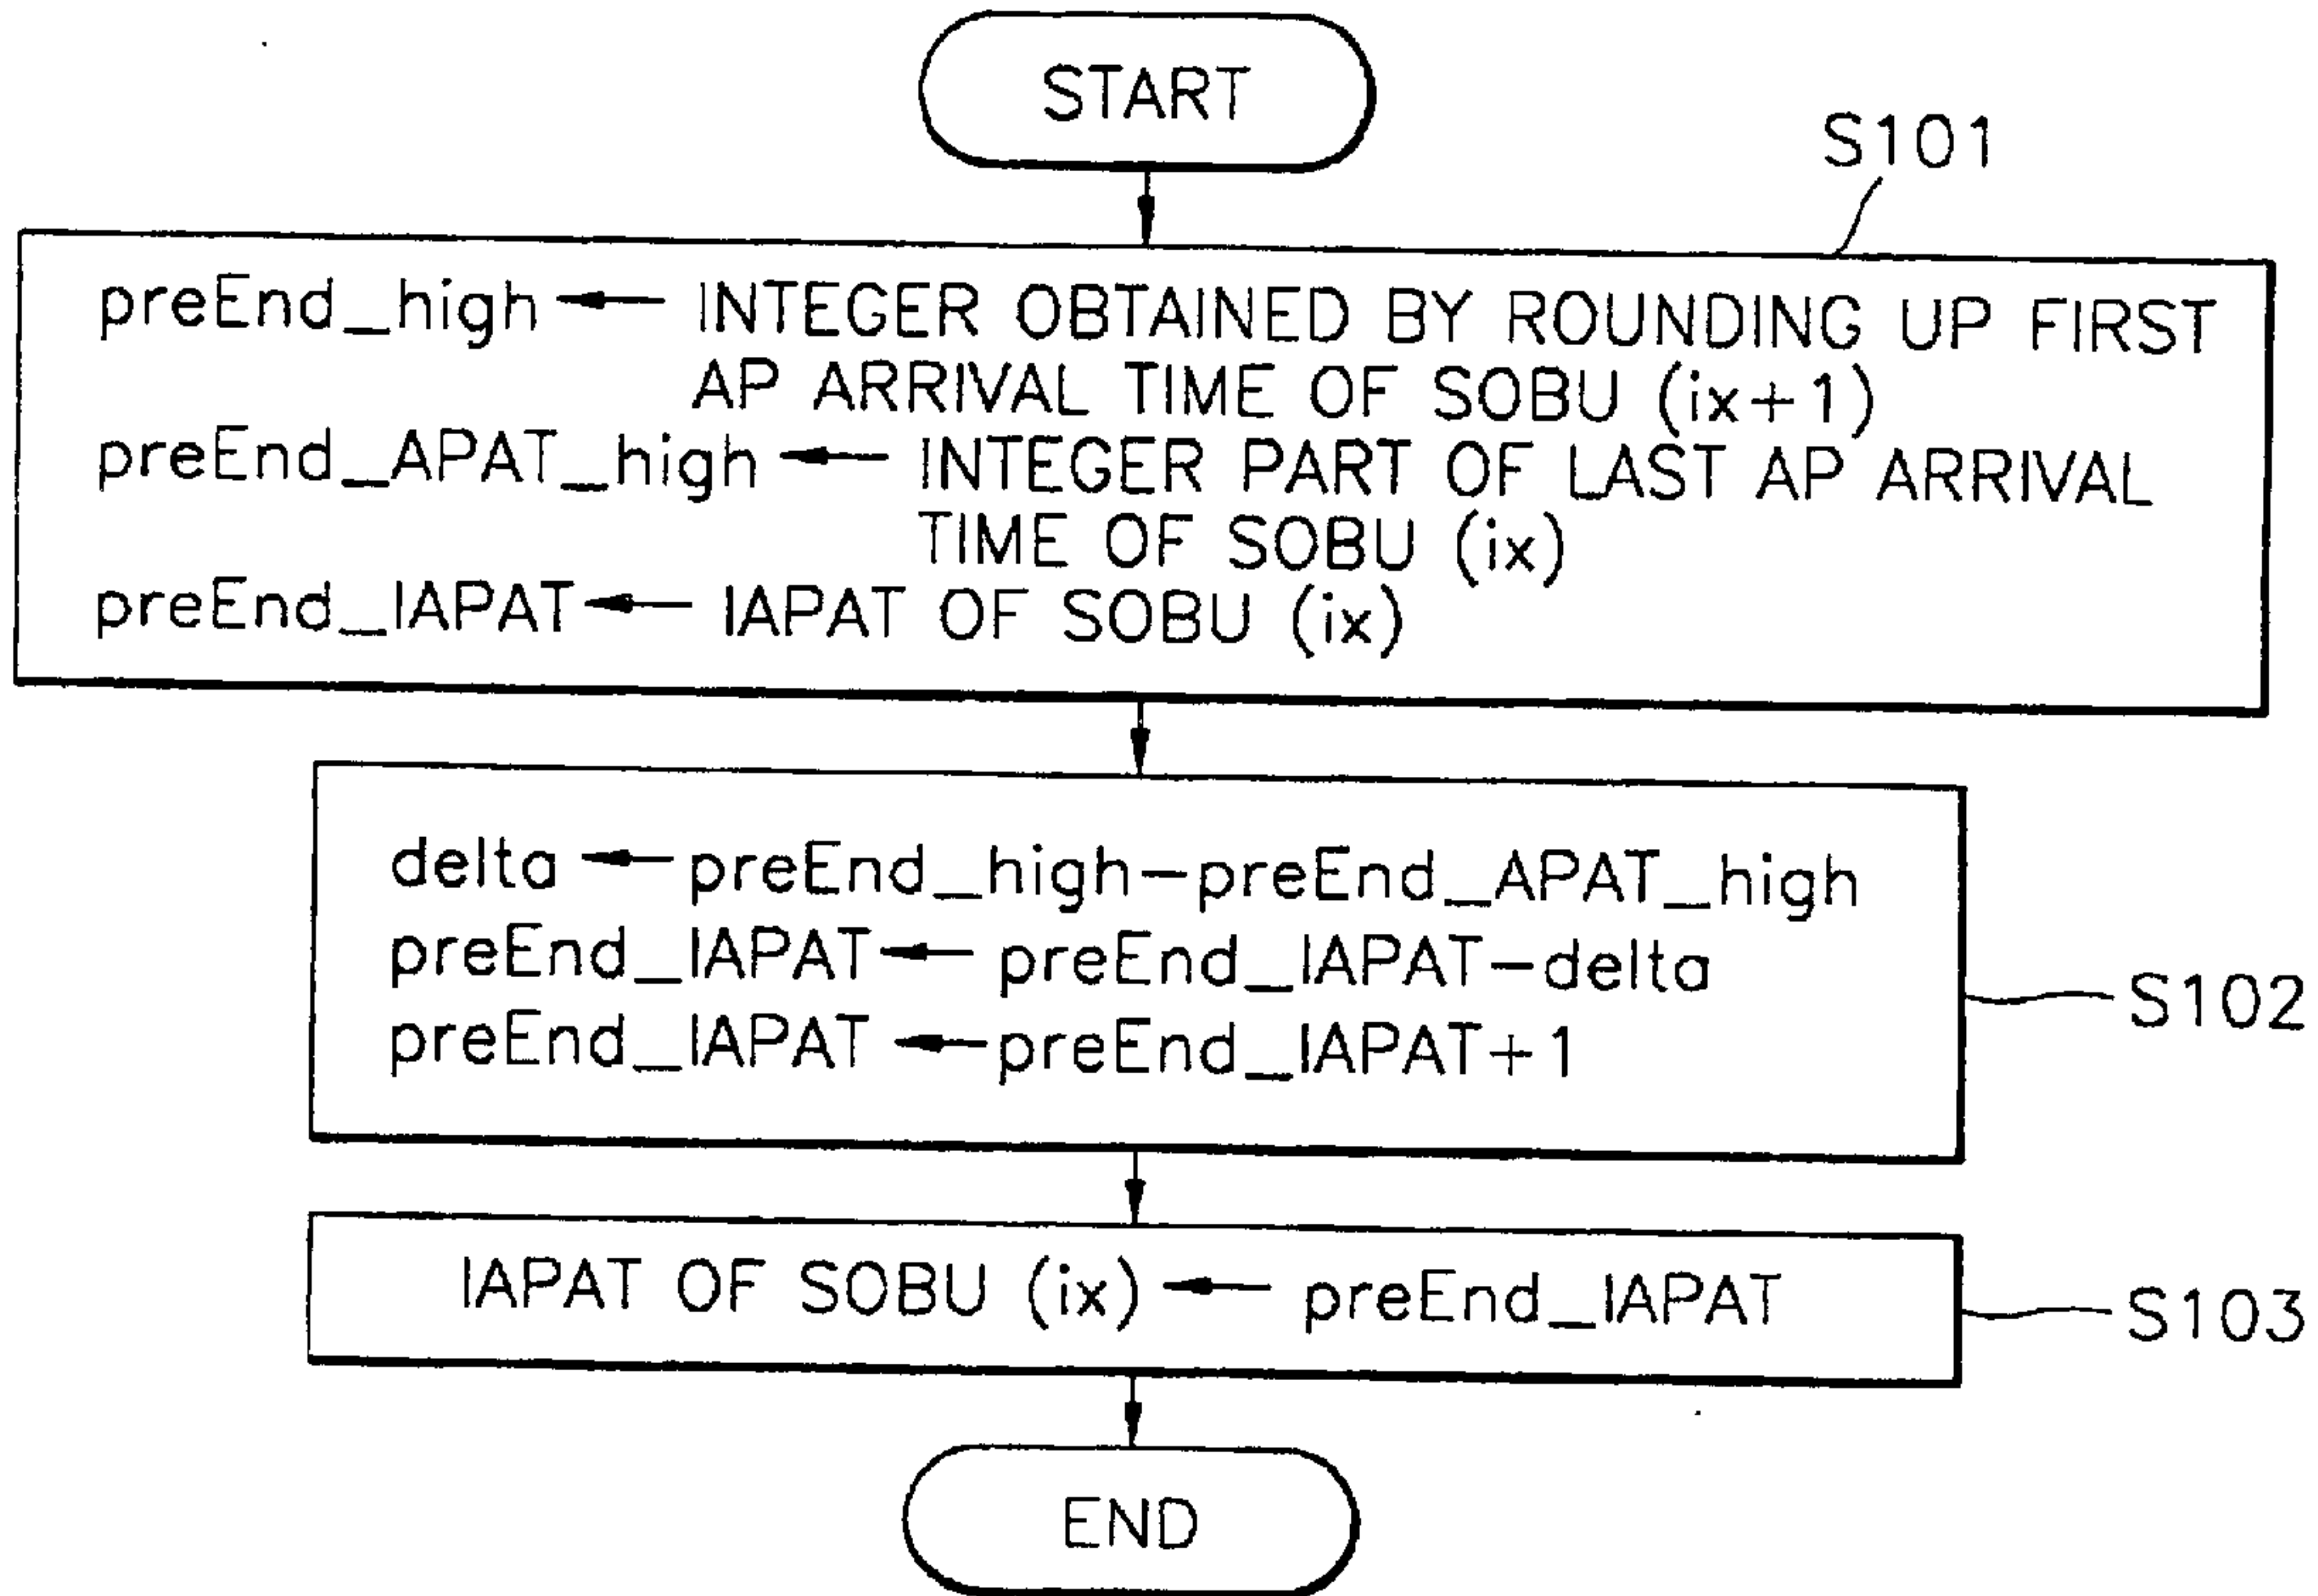 START
S101
preEnd_high ← INTEGER OBTAINED BY ROUNDING UP FIRST
AP ARRIVAL TIME OF SOBU (ix+1)
preEnd_APAT_high ← INTEGER PART OF LAST AP ARRIVAL
TIME OF SOBU (ix)
preEnd_IAPAT ← IAPAT OF SOBU (ix)
delta ← preEnd_high-preEnd_APAT_high
preEnd_IAPAT ← preEnd_IAPAT-delta
preEnd_IAPAT ← preEnd_IAPAT+1
S102
IAPAT OF SOBU (ix) ← preEnd_IAPAT
S103
END